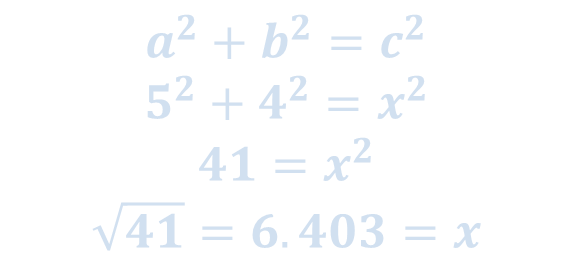 a² + b² = c²
5² + 4² = x²
41 = x²
√41 = 6.403 = x